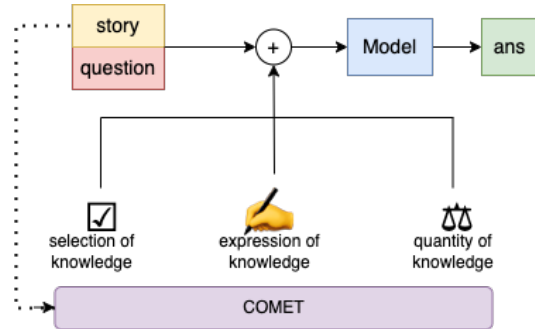 story
question
+
Model
ans
selection of
knowledge
expression of
knowledge
quantity of
knowledge
COMET